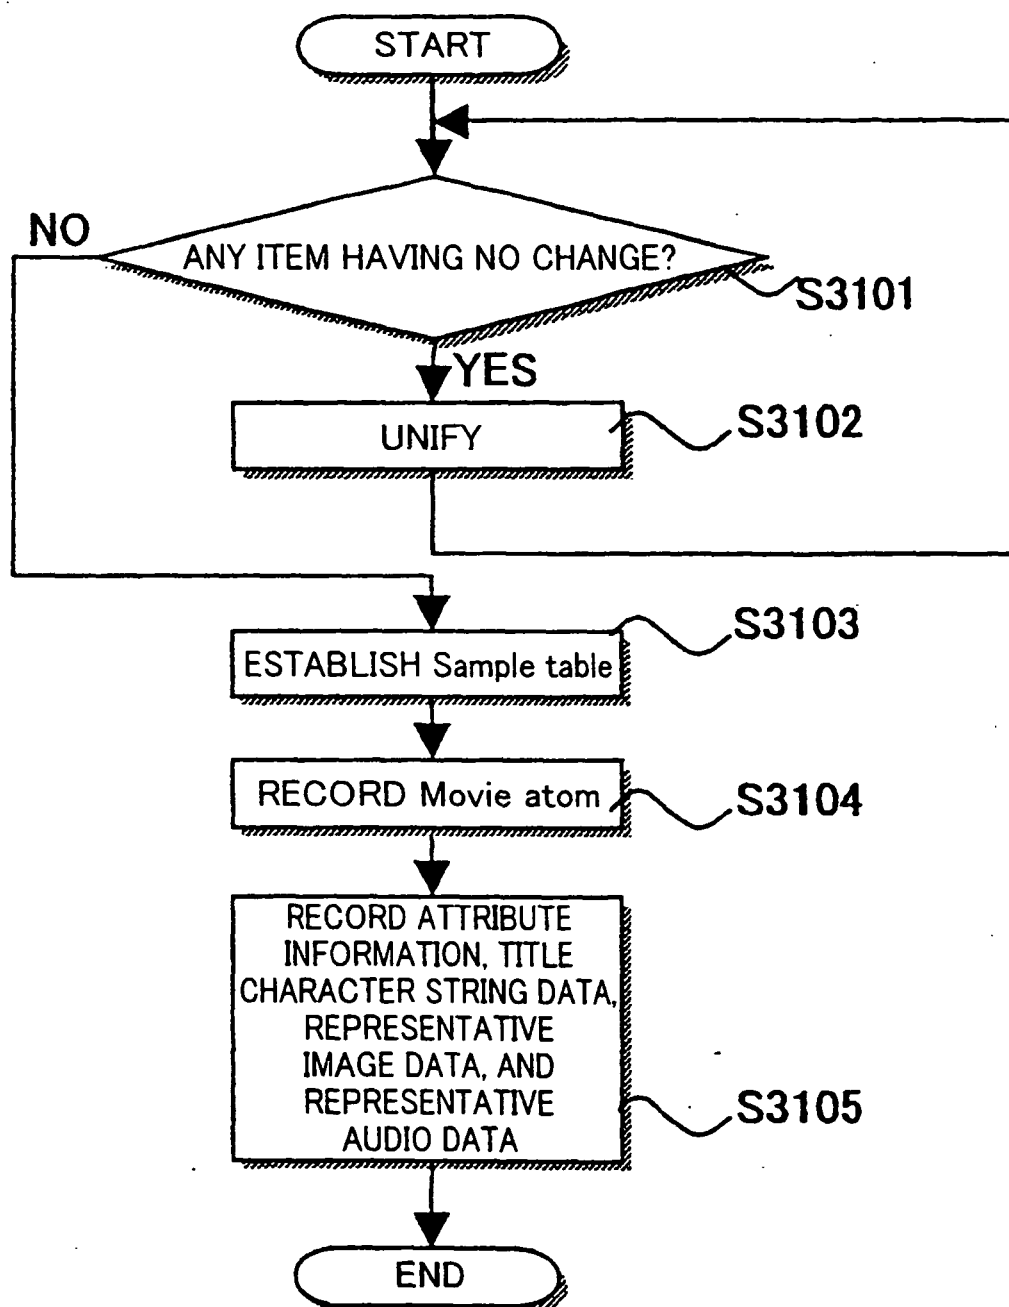 START
NO
ANY ITEM HAVING NO CHANGE?
S3101
YES
UNIFY
S3102
S3103
ESTABLISH Sample table
RECORD Movie atom
S3104
RECORD ATTRIBUTE
INFORMATION, TITLE
CHARACTER STRING DATA,
REPRESENTATIVE
IMAGE DATA, AND
REPRESENTATIVE
AUDIO DATA
S3105
END